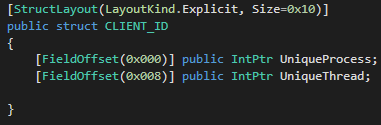 [StructLayout(LayoutKind.Explicit, Size=0x10)]
public struct CLIENT_ID
{
[FieldOffset(0x000)] public IntPtr UniqueProcess;
[FieldOffset(0x008)] public IntPtr UniqueThread;
}